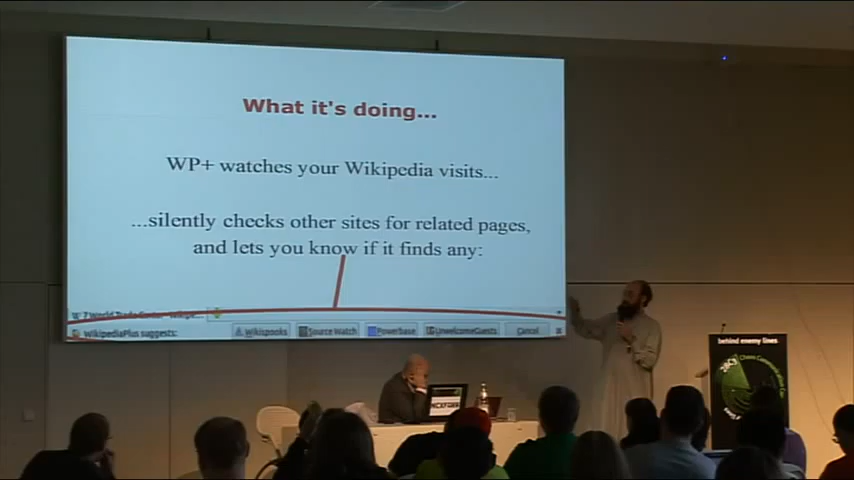 What it's doing...
WP+ watches your Wikipedia visits...
...silently checks other sites for related pages,
and lets you know if it finds any:
WikipediaPlus suggests:
Wikispooks
Source Watch
Powerbase
UnwelcomeGuests
Cancel
behind enemy lines